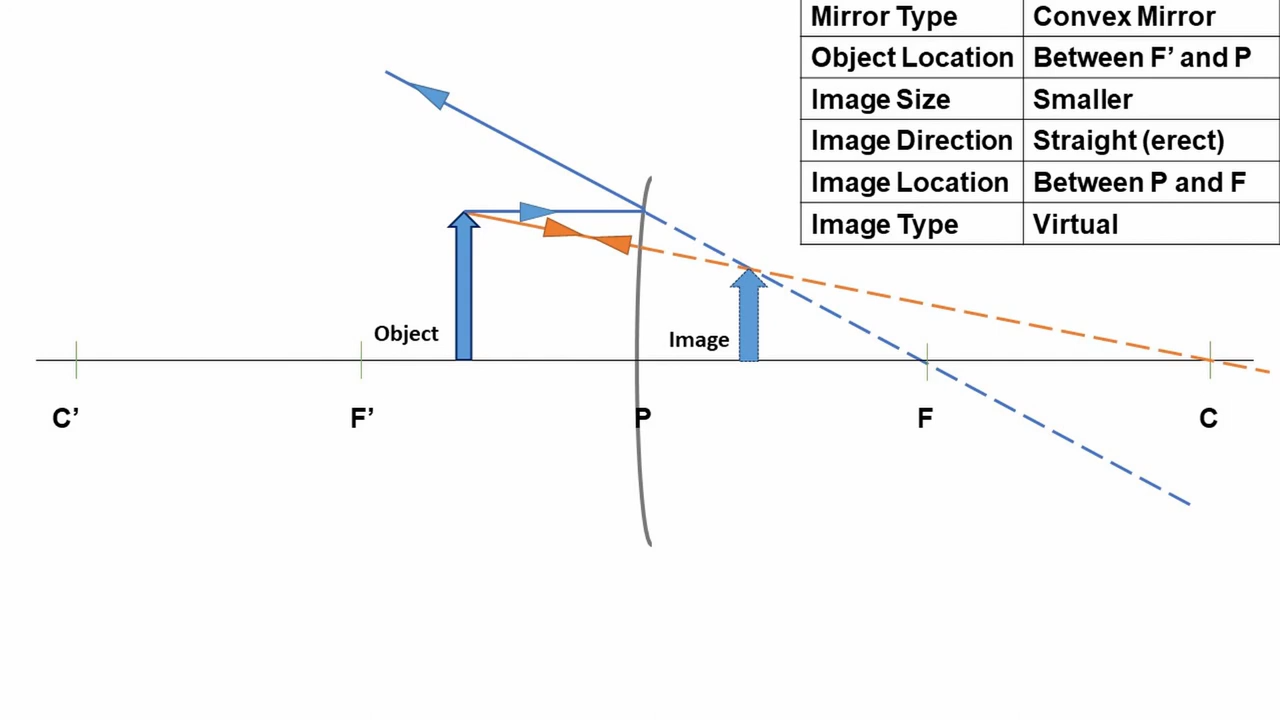 Mirror Type Convex Mirror
Object Location Between F’ and P
Image Size Smaller
Image Direction Straight (erect)
Image Location Between P and F
Image Type Virtual
Object
Image
C’ F’ P F C